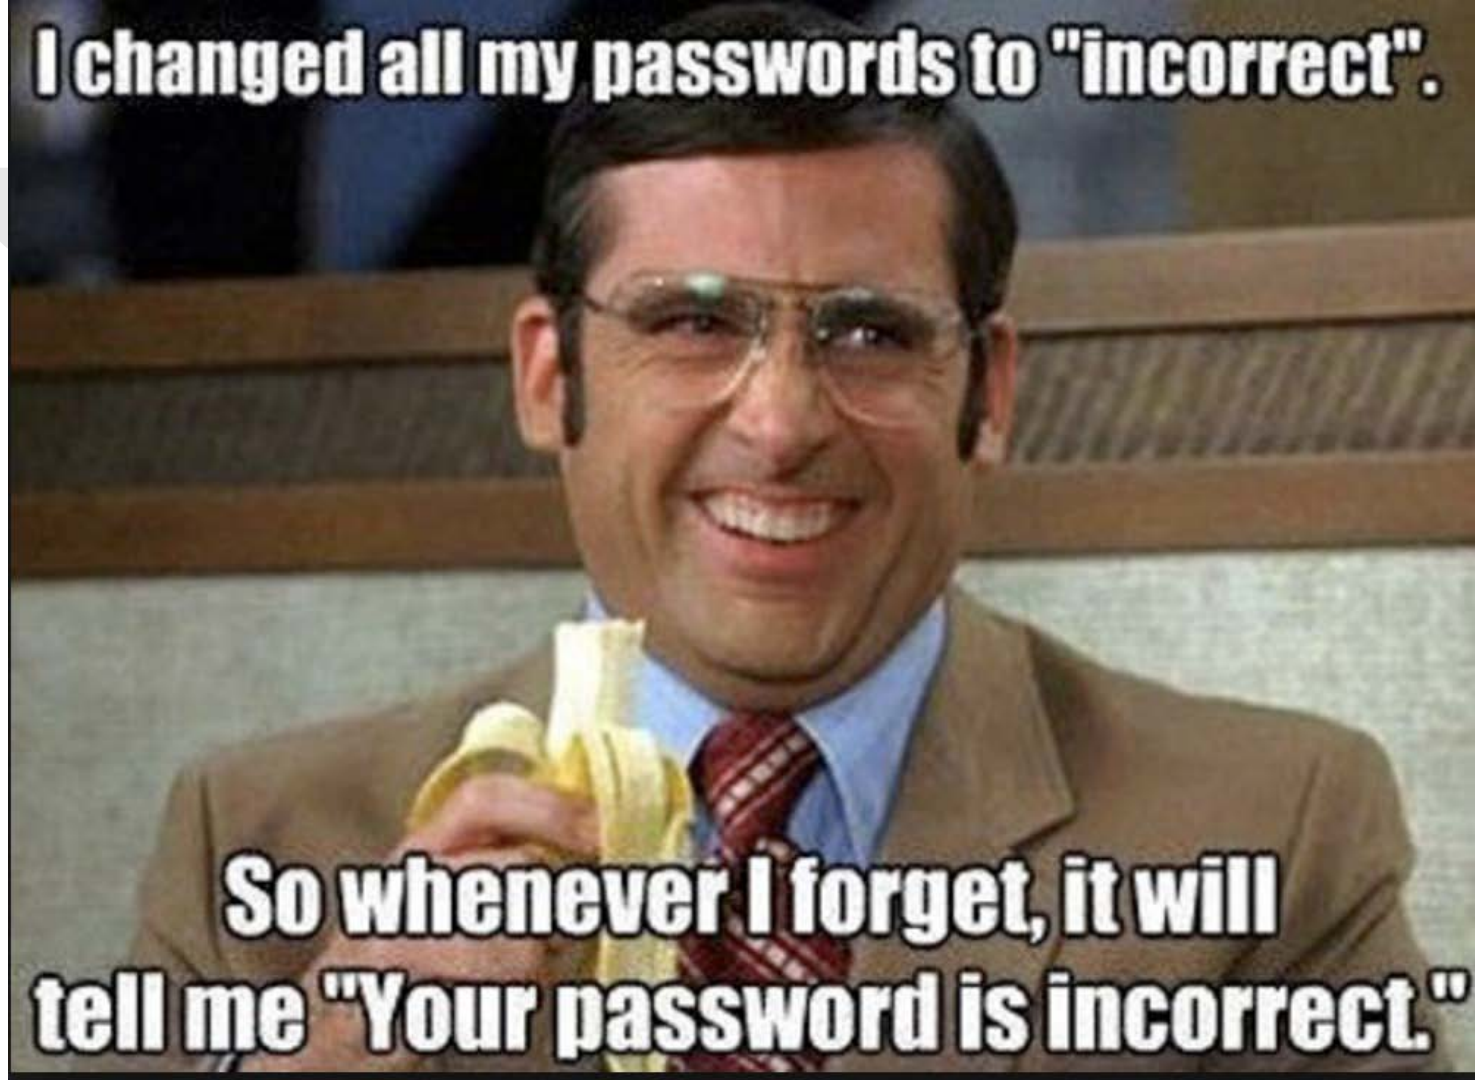 I changed all my passwords to "incorrect".
So whenever I forget, it will
tell me "Your password is incorrect."